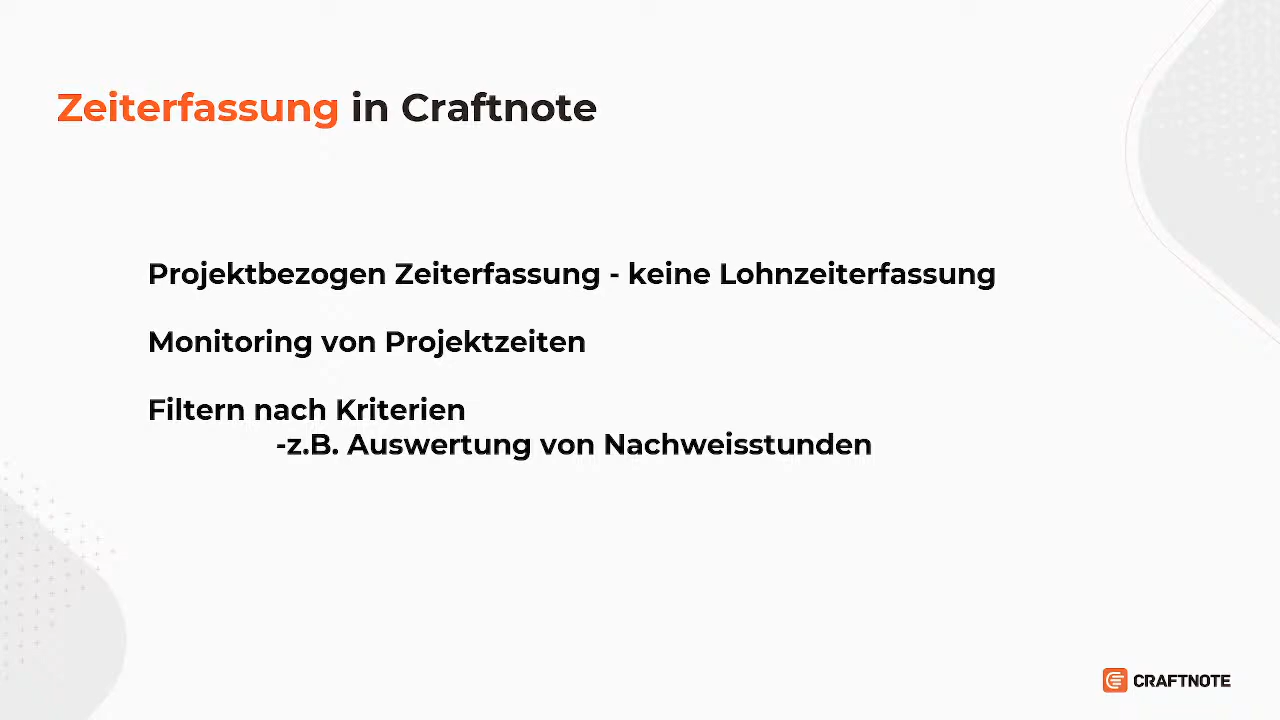 Zeiterfassung in Craftnote
Projektbezogen Zeiterfassung - keine Lohnzeiterfassung
Monitoring von Projektzeiten
Filtern nach Kriterien
-z.B. Auswertung von Nachweisstunden
CRAFTNOTE